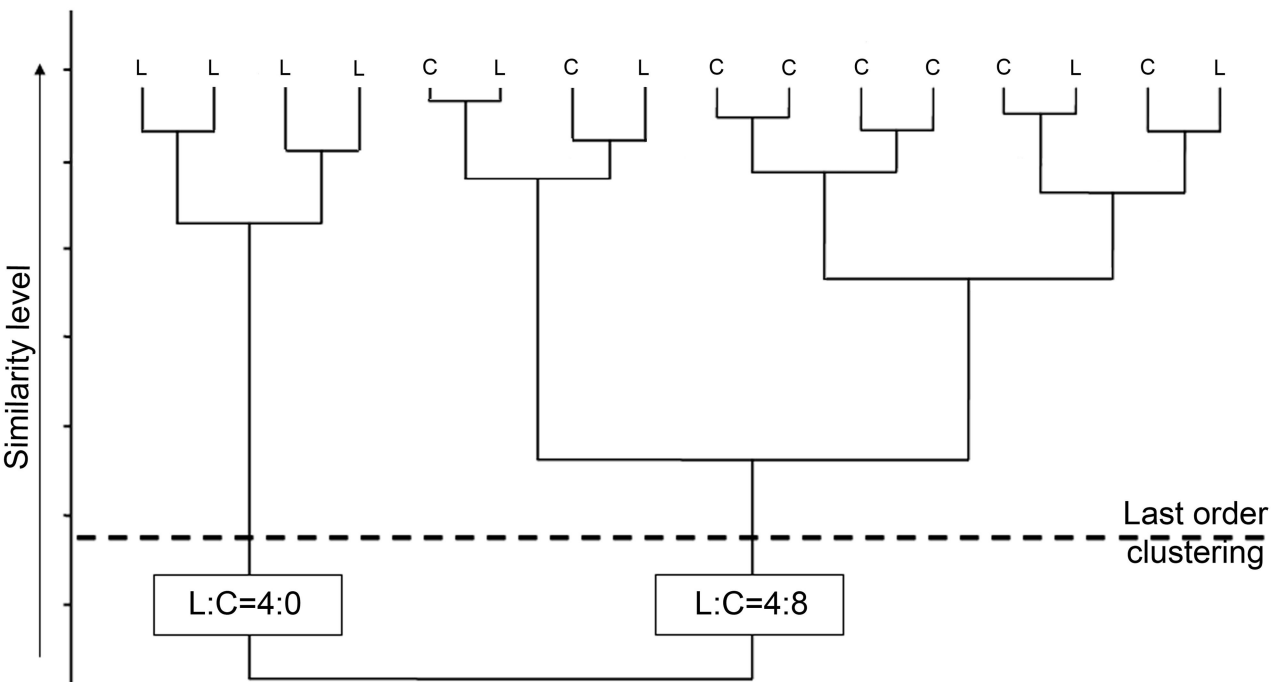 L L L L C L C L C C C C C L C L
Similarity level
Last order
clustering
L:C=4:0
L:C=4:8